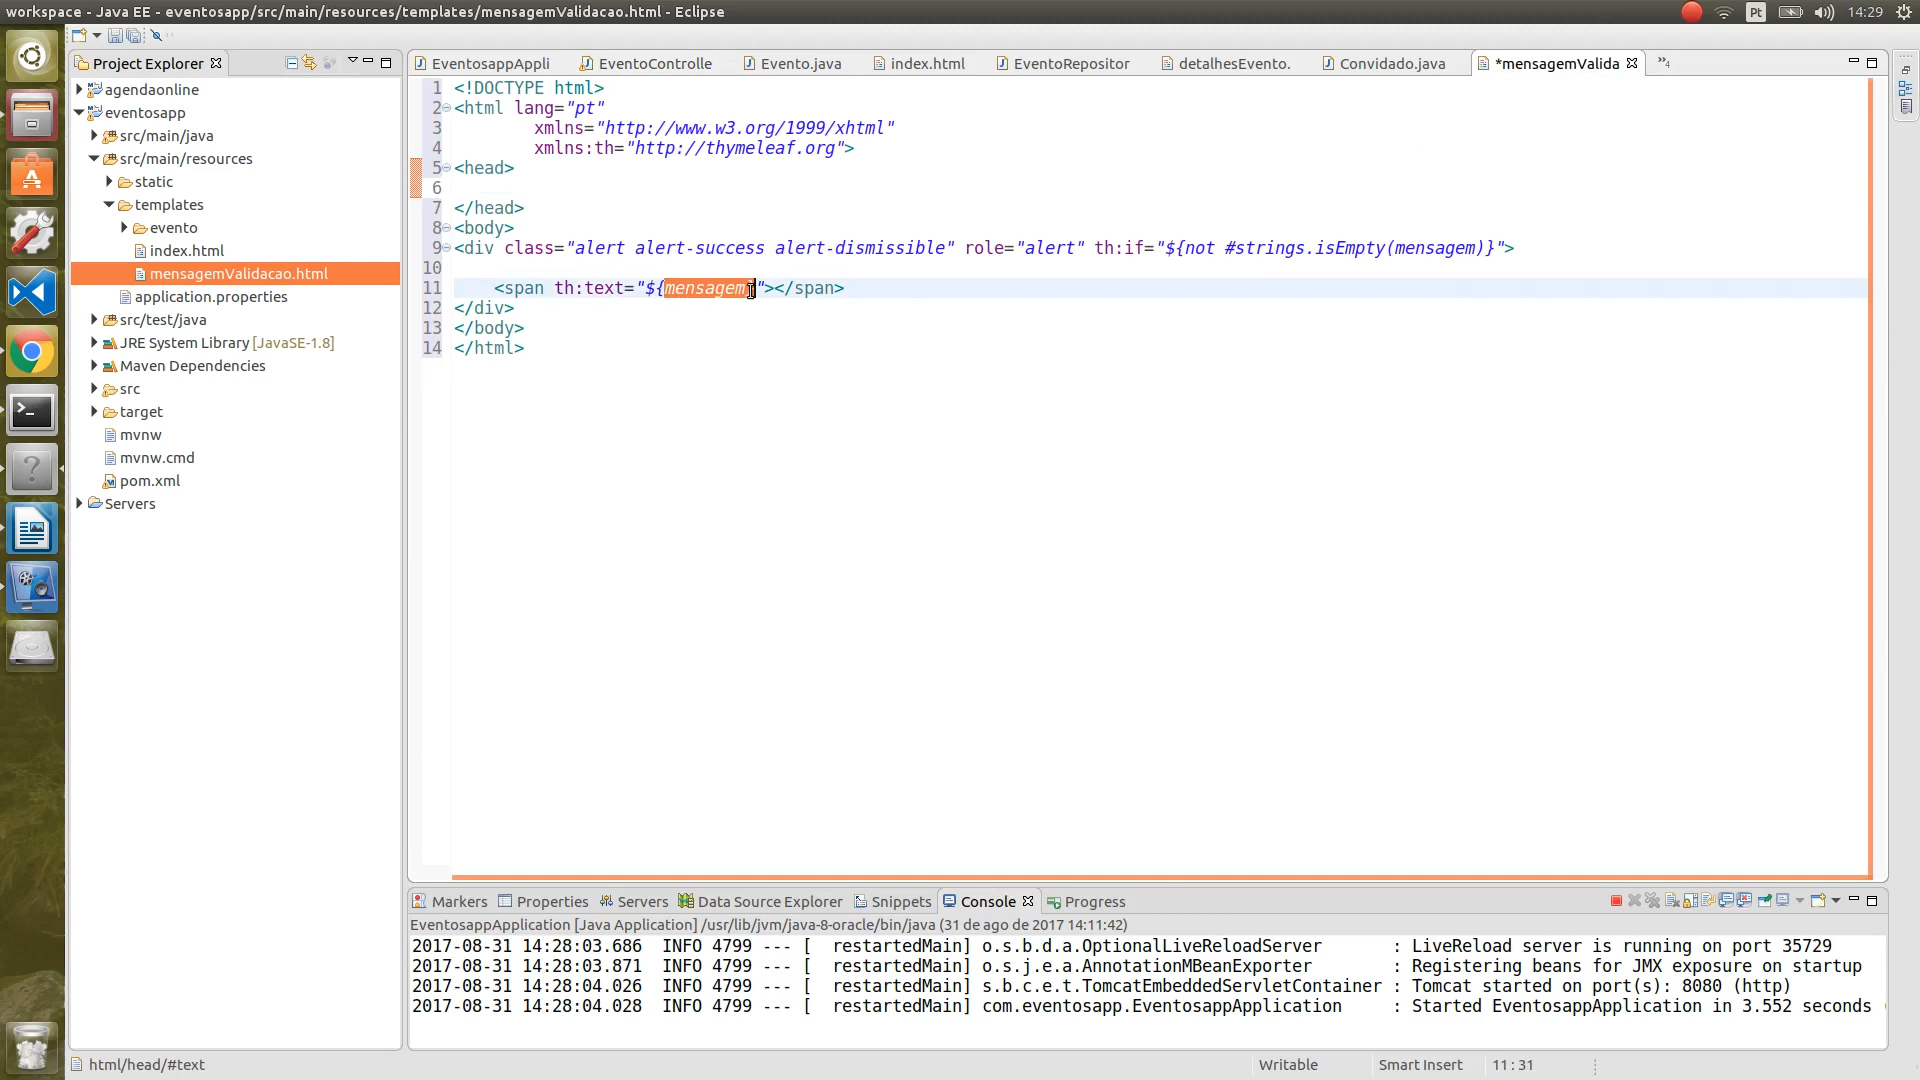 workspace - Java EE - eventosapp/src/main/resources/templates/mensagemValidacao.html - Eclipse
Pt
14:29
Project Explorer
agendaonline
eventosapp
src/main/java
src/main/resources
static
templates
evento
index.html
mensagemValidacao.html
application.properties
src/test/java
JRE System Library [JavaSE-1.8]
Maven Dependencies
src
target
mvnw
mvnw.cmd
pom.xml
Servers
EventosappAppli
EventoControlle
Evento.java
index.html
EventoRepositor
detalhesEvento.
Convidado.java
*mensagemValida
»4
1 <!DOCTYPE html>
2 <html lang="pt"
3 xmlns="http://www.w3.org/1999/xhtml"
4 xmlns:th="http://thymeleaf.org">
5 <head>
6
7 </head>
8 <body>
9 <div class="alert alert-success alert-dismissible" role="alert" th:if="${not #strings.isEmpty(mensagem)}">
10
11 <span th:text="${mensagem}"></span>
12 </div>
13 </body>
14 </html>
Markers
Properties
Servers
Data Source Explorer
Snippets
Console
Progress
EventosappApplication [Java Application] /usr/lib/jvm/java-8-oracle/bin/java (31 de ago de 2017 14:11:42)
2017-08-31 14:28:03.686 INFO 4799 --- [ restartedMain] o.s.b.d.a.OptionalLiveReloadServer : LiveReload server is running on port 35729
2017-08-31 14:28:03.871 INFO 4799 --- [ restartedMain] o.s.j.e.a.AnnotationMBeanExporter : Registering beans for JMX exposure on startup
2017-08-31 14:28:04.026 INFO 4799 --- [ restartedMain] s.b.c.e.t.TomcatEmbeddedServletContainer : Tomcat started on port(s): 8080 (http)
2017-08-31 14:28:04.028 INFO 4799 --- [ restartedMain] com.eventosapp.EventosappApplication : Started EventosappApplication in 3.552 seconds
html/head/#text
Writable
Smart Insert
11 : 31